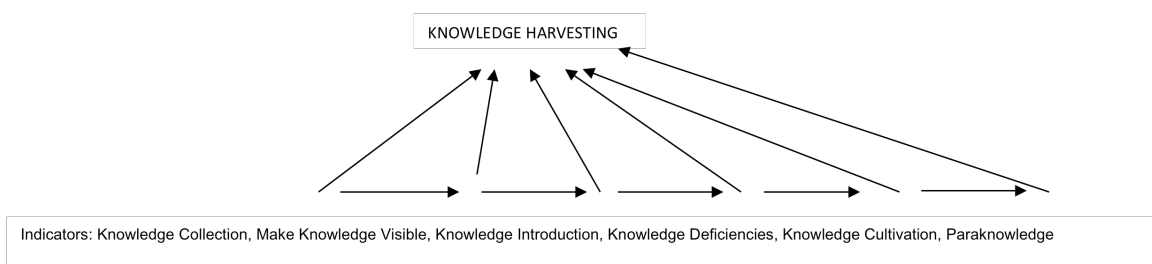 KNOWLEDGE HARVESTING
Indicators: Knowledge Collection, Make Knowledge Visible, Knowledge Introduction, Knowledge Deficiencies, Knowledge Cultivation, Paraknowledge